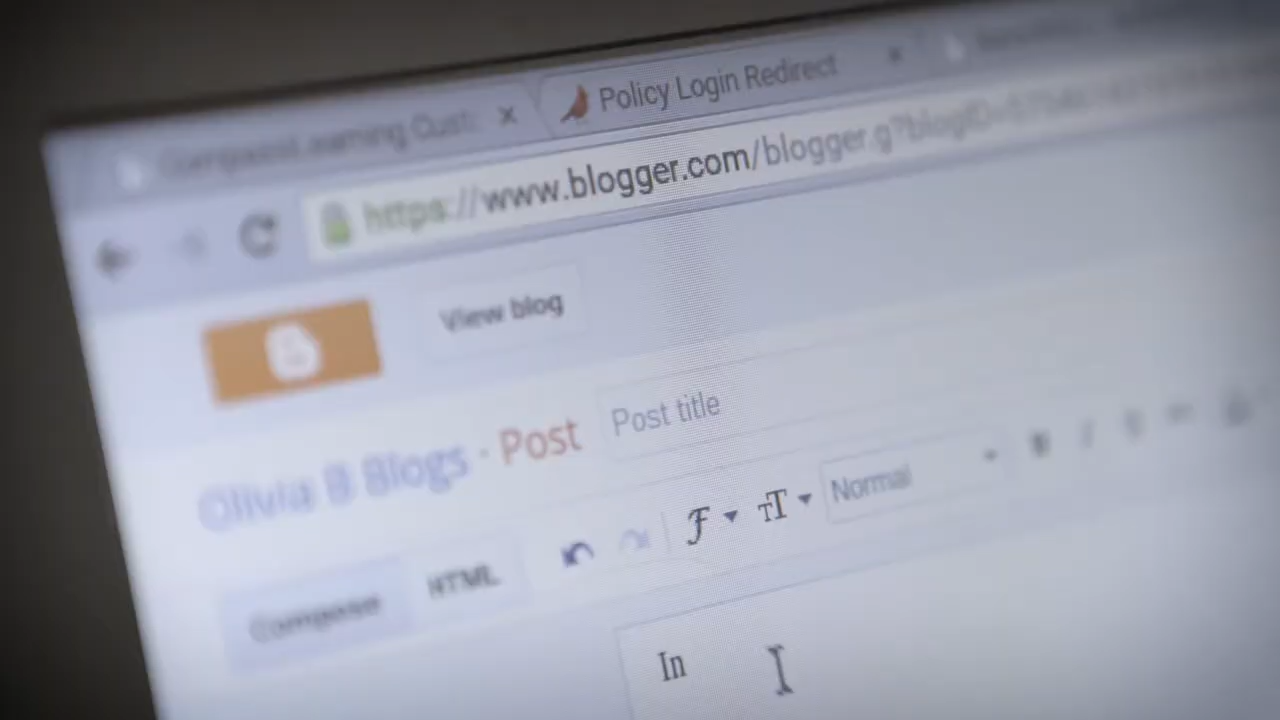 Policy Login Redirect
https://www.blogger.com/blogger.g?blogID=
View blog
Olivia B Blogs · Post
Post title
Compose
HTML
Normal
In